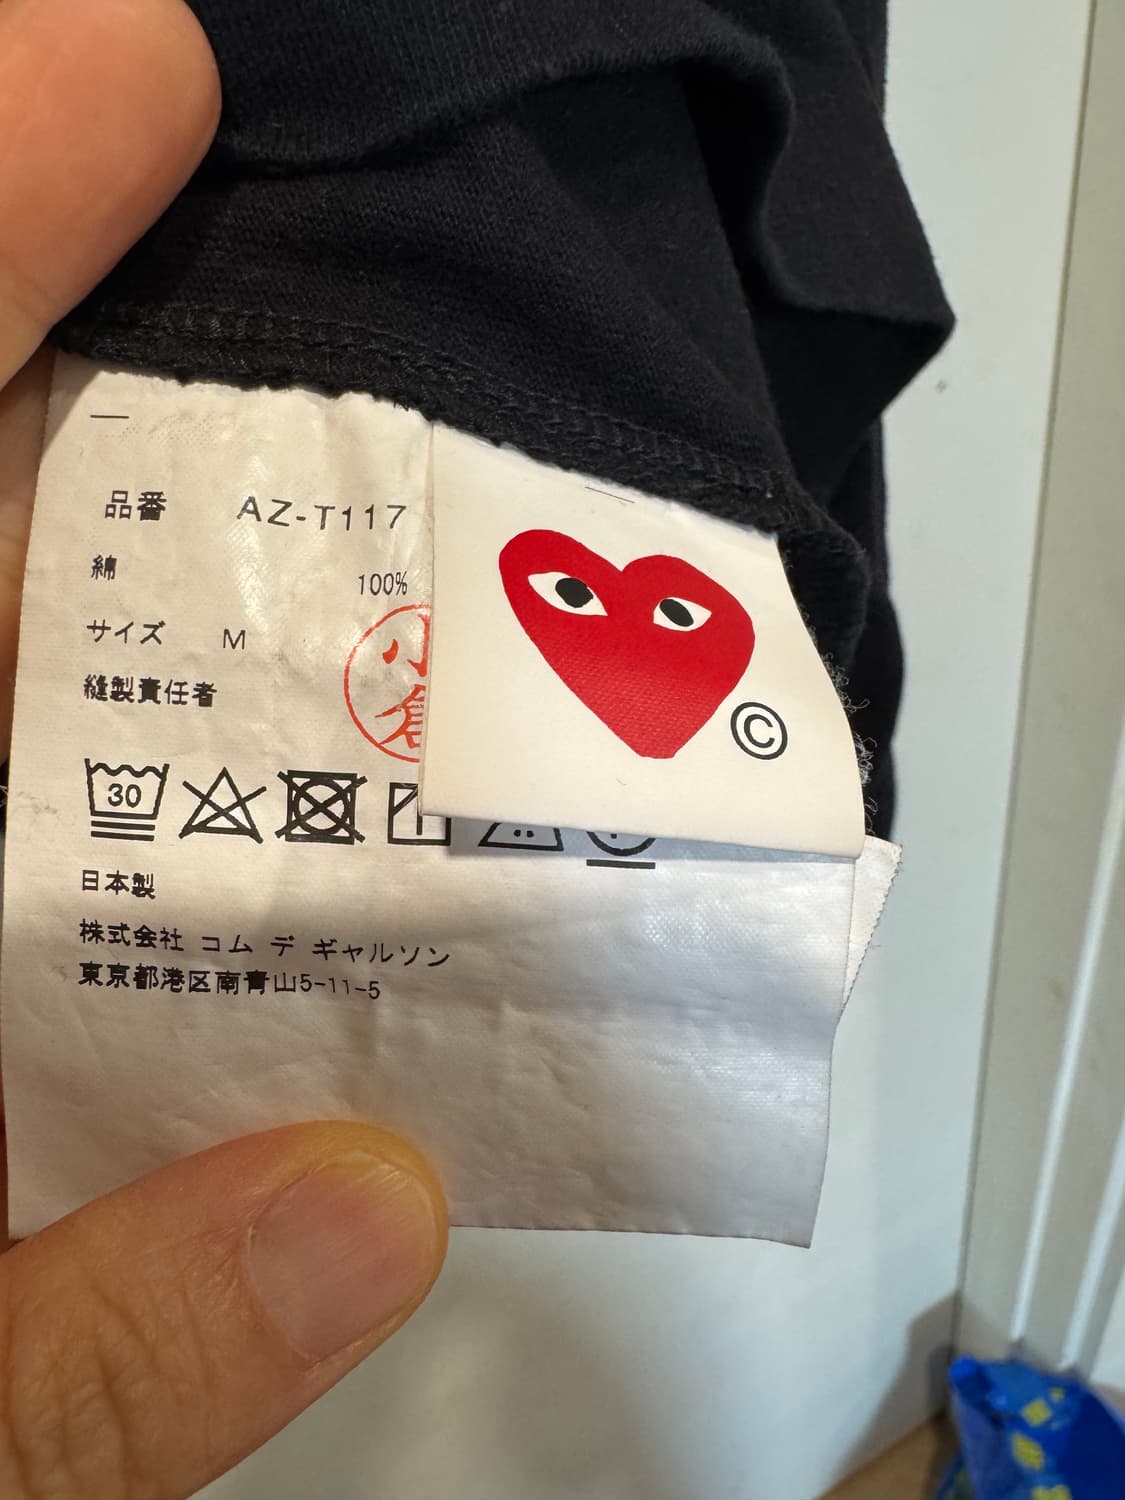 品番 AZ-T117
綿 100%
サイズ M
縫製責任者
小倉
©
30
日本製
株式会社 コム デ ギャルソン
東京都港区南青山5-11-5